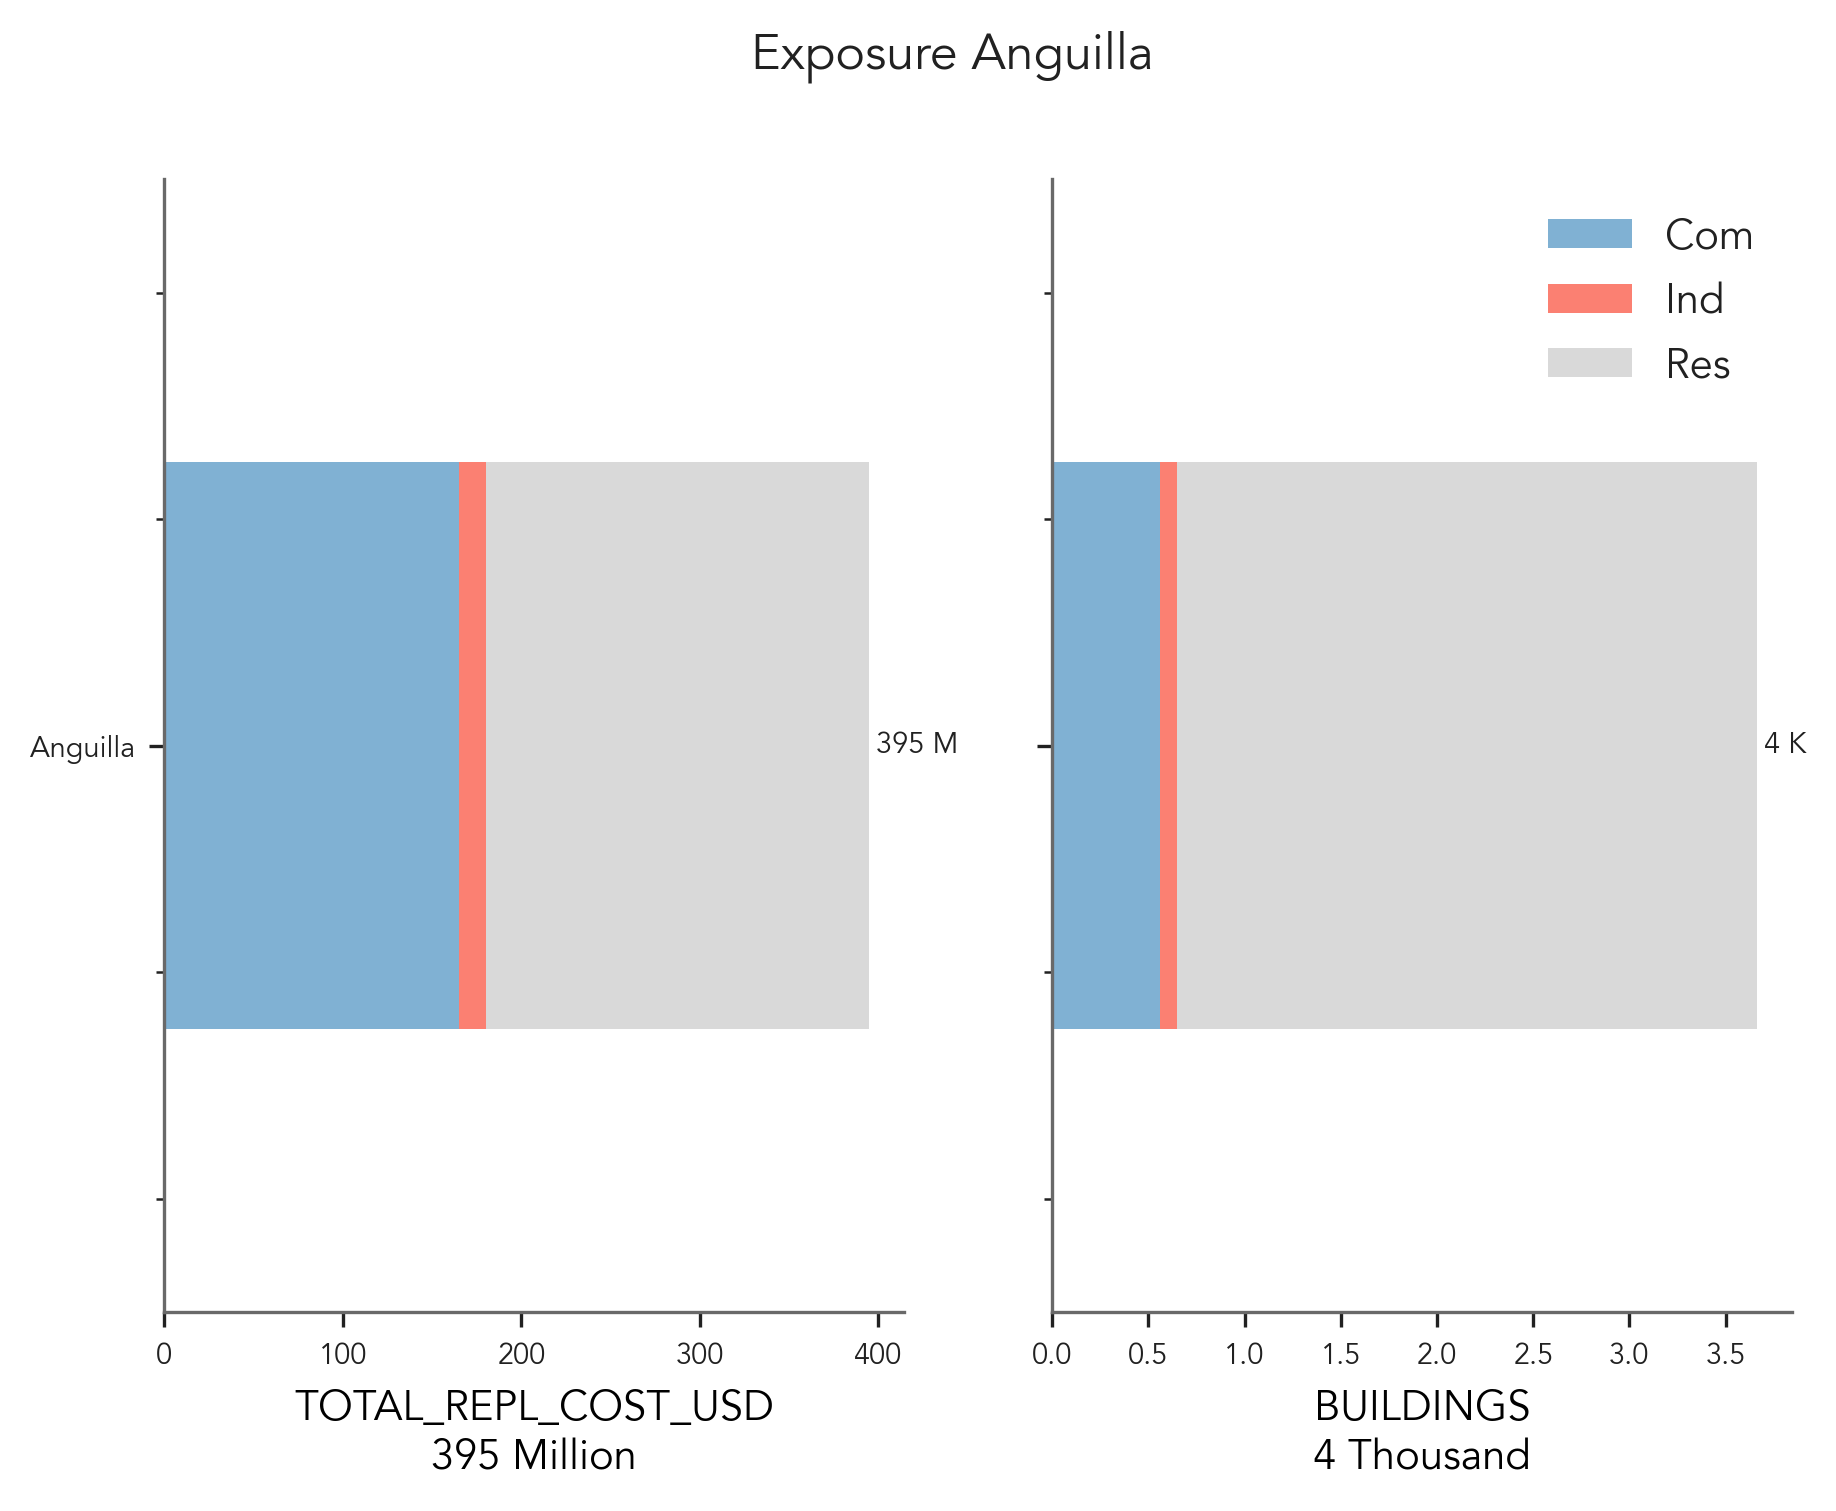 Exposure Anguilla
Com
Ind
Res
Anguilla
395 M
4 K
0 100 200 300 400
0.0 0.5 1.0 1.5 2.0 2.5 3.0 3.5
TOTAL_REPL_COST_USD
395 Million
BUILDINGS
4 Thousand